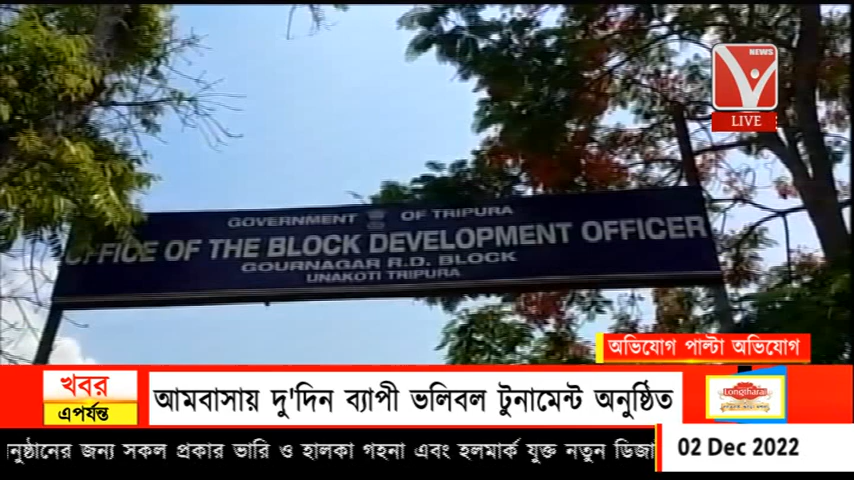 NEWS
LIVE
GOVERNMENT OF TRIPURA
OFFICE OF THE BLOCK DEVELOPMENT OFFICER
GOURNAGAR R.D. BLOCK
UNAKOTI TRIPURA
অভিযোগ পাল্টা অভিযোগ
খবর
এপর্যন্ত
আমবাসায় দু'দিন ব্যাপী ভলিবল টুনামেন্ট অনুষ্ঠিত
Longtharai
নুষ্ঠানের জন্য সকল প্রকার ভারি ও হালকা গহনা এবং হলমার্ক যুক্ত নতুন ডিজা
02 Dec 2022